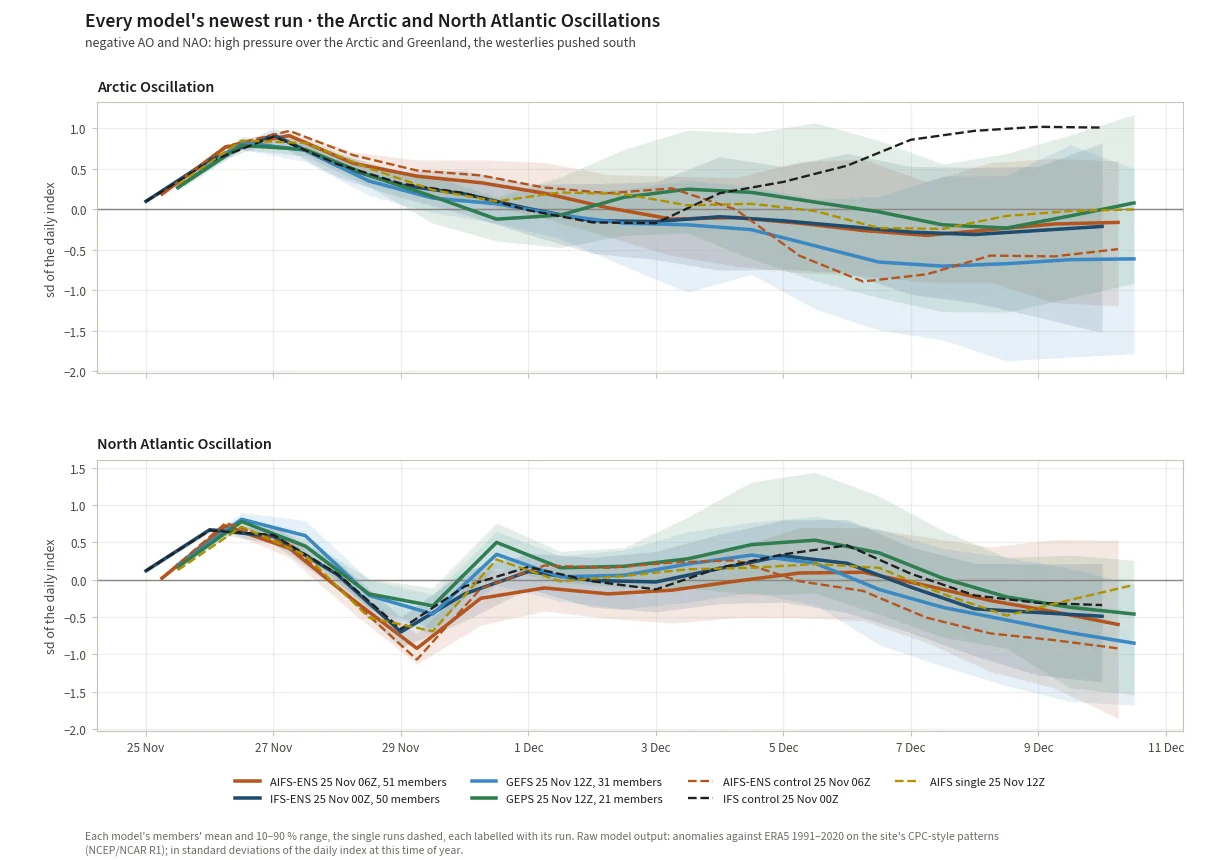 Every model's newest run · the Arctic and North Atlantic Oscillations
negative AO and NAO: high pressure over the Arctic and Greenland, the westerlies pushed south
Arctic Oscillation
sd of the daily index
1.0
0.5
0.0
−0.5
−1.0
−1.5
−2.0
North Atlantic Oscillation
sd of the daily index
1.5
1.0
0.5
0.0
−0.5
−1.0
−1.5
−2.0
25 Nov 27 Nov 29 Nov 1 Dec 3 Dec 5 Dec 7 Dec 9 Dec 11 Dec
AIFS-ENS 25 Nov 06Z, 51 members GEFS 25 Nov 12Z, 31 members AIFS-ENS control 25 Nov 06Z AIFS single 25 Nov 12Z
IFS-ENS 25 Nov 00Z, 50 members GEPS 25 Nov 12Z, 21 members IFS control 25 Nov 00Z
Each model's members' mean and 10–90 % range, the single runs dashed, each labelled with its run. Raw model output: anomalies against ERA5 1991–2020 on the site's CPC-style patterns
(NCEP/NCAR R1); in standard deviations of the daily index at this time of year.